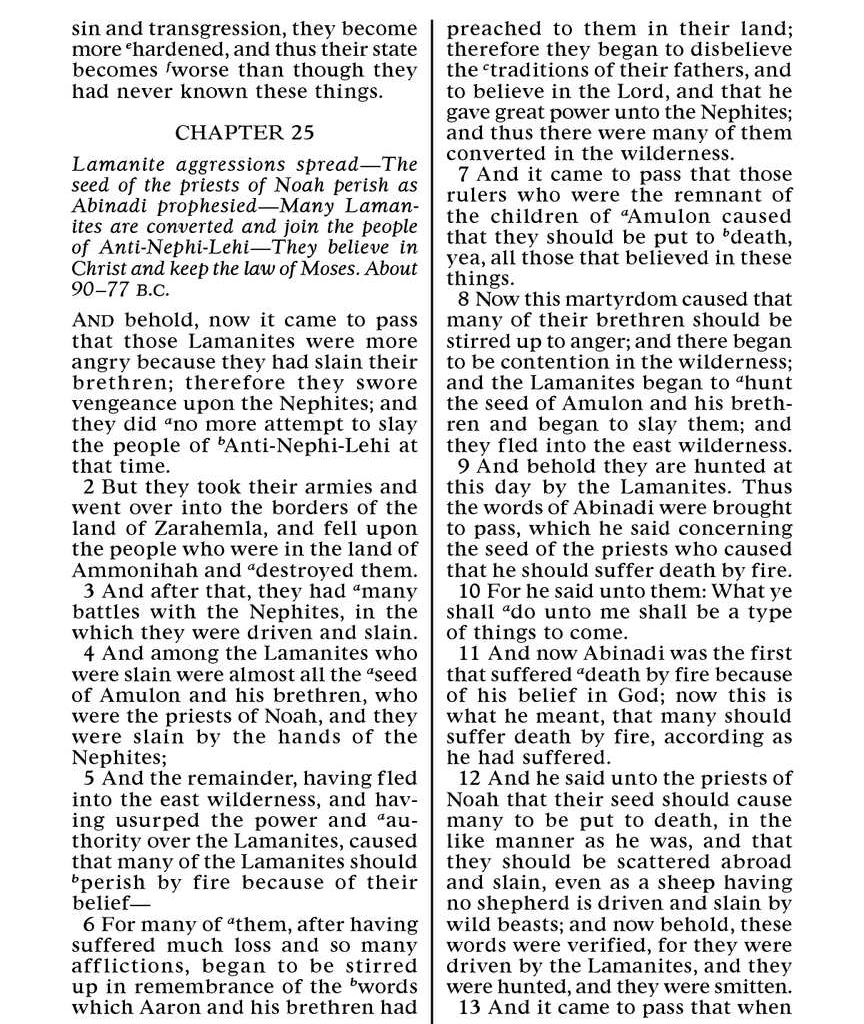 sin and transgression, they become
more ᵉhardened, and thus their state
becomes ᶠworse than though they
had never known these things.
CHAPTER 25
Lamanite aggressions spread—The
seed of the priests of Noah perish as
Abinadi prophesied—Many Laman-
ites are converted and join the people
of Anti-Nephi-Lehi—They believe in
Christ and keep the law of Moses. About
90–77 B.C.
AND behold, now it came to pass
that those Lamanites were more
angry because they had slain their
brethren; therefore they swore
vengeance upon the Nephites; and
they did ᵃno more attempt to slay
the people of ᵇAnti-Nephi-Lehi at
that time.
2 But they took their armies and
went over into the borders of the
land of Zarahemla, and fell upon
the people who were in the land of
Ammonihah and ᵃdestroyed them.
3 And after that, they had ᵃmany
battles with the Nephites, in the
which they were driven and slain.
4 And among the Lamanites who
were slain were almost all the ᵃseed
of Amulon and his brethren, who
were the priests of Noah, and they
were slain by the hands of the
Nephites;
5 And the remainder, having fled
into the east wilderness, and hav-
ing usurped the power and ᵃau-
thority over the Lamanites, caused
that many of the Lamanites should
ᵇperish by fire because of their
belief—
6 For many of ᵃthem, after having
suffered much loss and so many
afflictions, began to be stirred
up in remembrance of the ᵇwords
which Aaron and his brethren had
preached to them in their land;
therefore they began to disbelieve
the ᶜtraditions of their fathers, and
to believe in the Lord, and that he
gave great power unto the Nephites;
and thus there were many of them
converted in the wilderness.
7 And it came to pass that those
rulers who were the remnant of
the children of ᵃAmulon caused
that they should be put to ᵇdeath,
yea, all those that believed in these
things.
8 Now this martyrdom caused that
many of their brethren should be
stirred up to anger; and there began
to be contention in the wilderness;
and the Lamanites began to ᵃhunt
the seed of Amulon and his breth-
ren and began to slay them; and
they fled into the east wilderness.
9 And behold they are hunted at
this day by the Lamanites. Thus
the words of Abinadi were brought
to pass, which he said concerning
the seed of the priests who caused
that he should suffer death by fire.
10 For he said unto them: What ye
shall ᵃdo unto me shall be a type
of things to come.
11 And now Abinadi was the first
that suffered ᵃdeath by fire because
of his belief in God; now this is
what he meant, that many should
suffer death by fire, according as
he had suffered.
12 And he said unto the priests of
Noah that their seed should cause
many to be put to death, in the
like manner as he was, and that
they should be scattered abroad
and slain, even as a sheep having
no shepherd is driven and slain by
wild beasts; and now behold, these
words were verified, for they were
driven by the Lamanites, and they
were hunted, and they were smitten.
13 And it came to pass that when